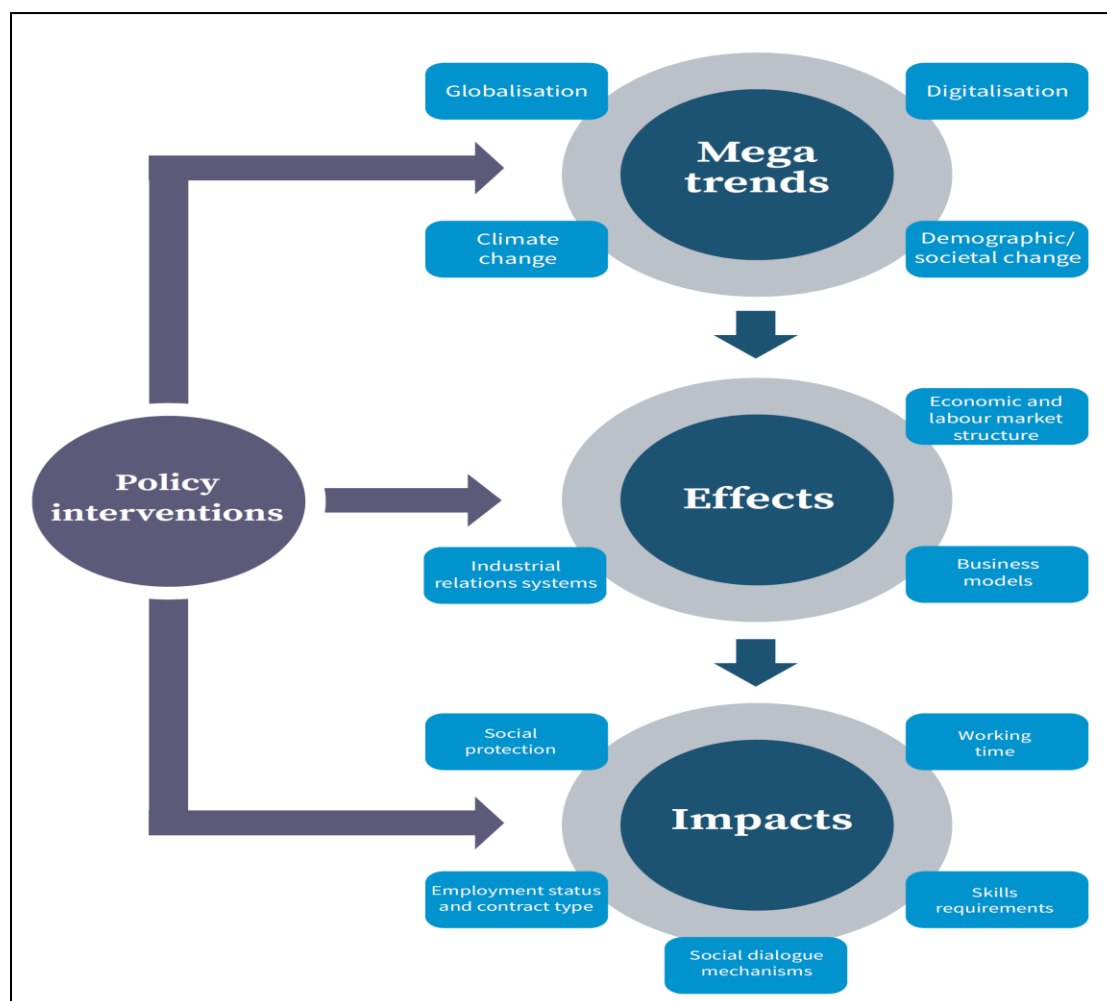 Globalisation
Digitalisation
Mega
trends
Climate
change
Demographic/
societal change
Policy
interventions
Economic and
labour market
structure
Effects
Industrial
relations systems
Business
models
Social
protection
Working
time
Impacts
Employment status
and contract type
Skills
requirements
Social dialogue
mechanisms